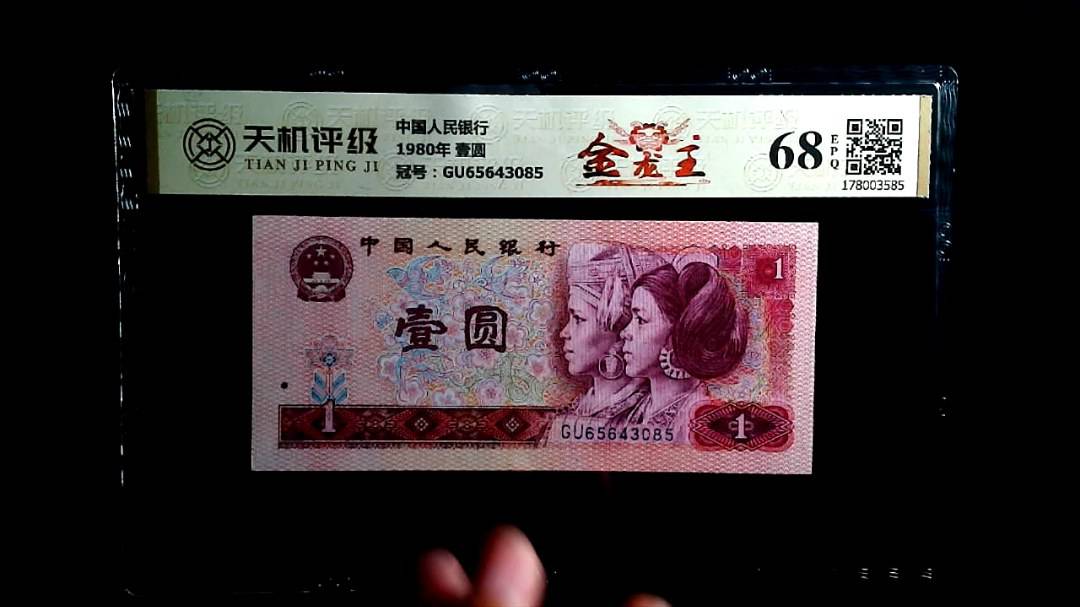 天机评级
TIAN JI PING JI
中国人民银行
1980年 壹圆
冠号：GU65643085
金龙王
68
EPQ
178003585
中国人民银行
1
壹圆
1
GU65643085
1